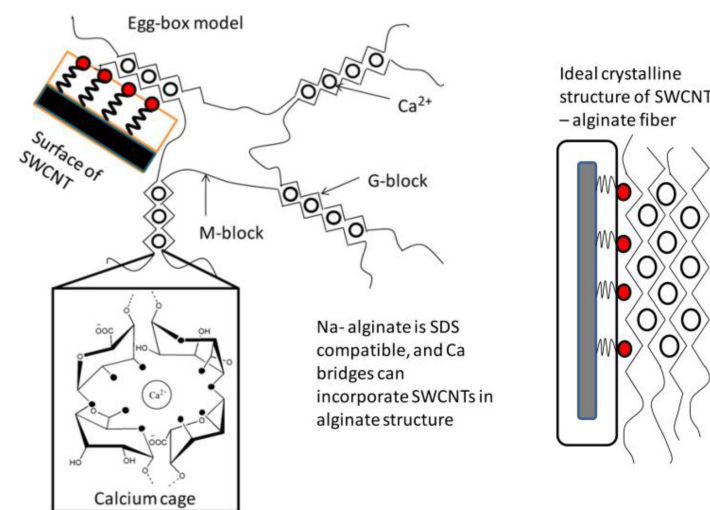 Egg-box model
Ca2+
Surface of
SWCNT
G-block
M-block
OOC
OH
HO
O
Ca2+
OOC
HO
OH
Calcium cage
Na- alginate is SDS
compatible, and Ca
bridges can
incorporate SWCNTs in
alginate structure
Ideal crystalline
structure of SWCNT
– alginate fiber